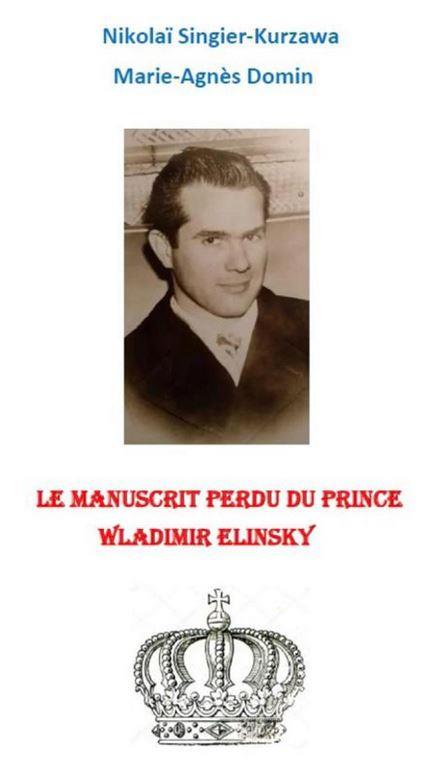 Nikolaï Singier-Kurzawa
Marie-Agnès Domin
LE MANUSCRIT PERDU DU PRINCE
WLADIMIR ELINSKY